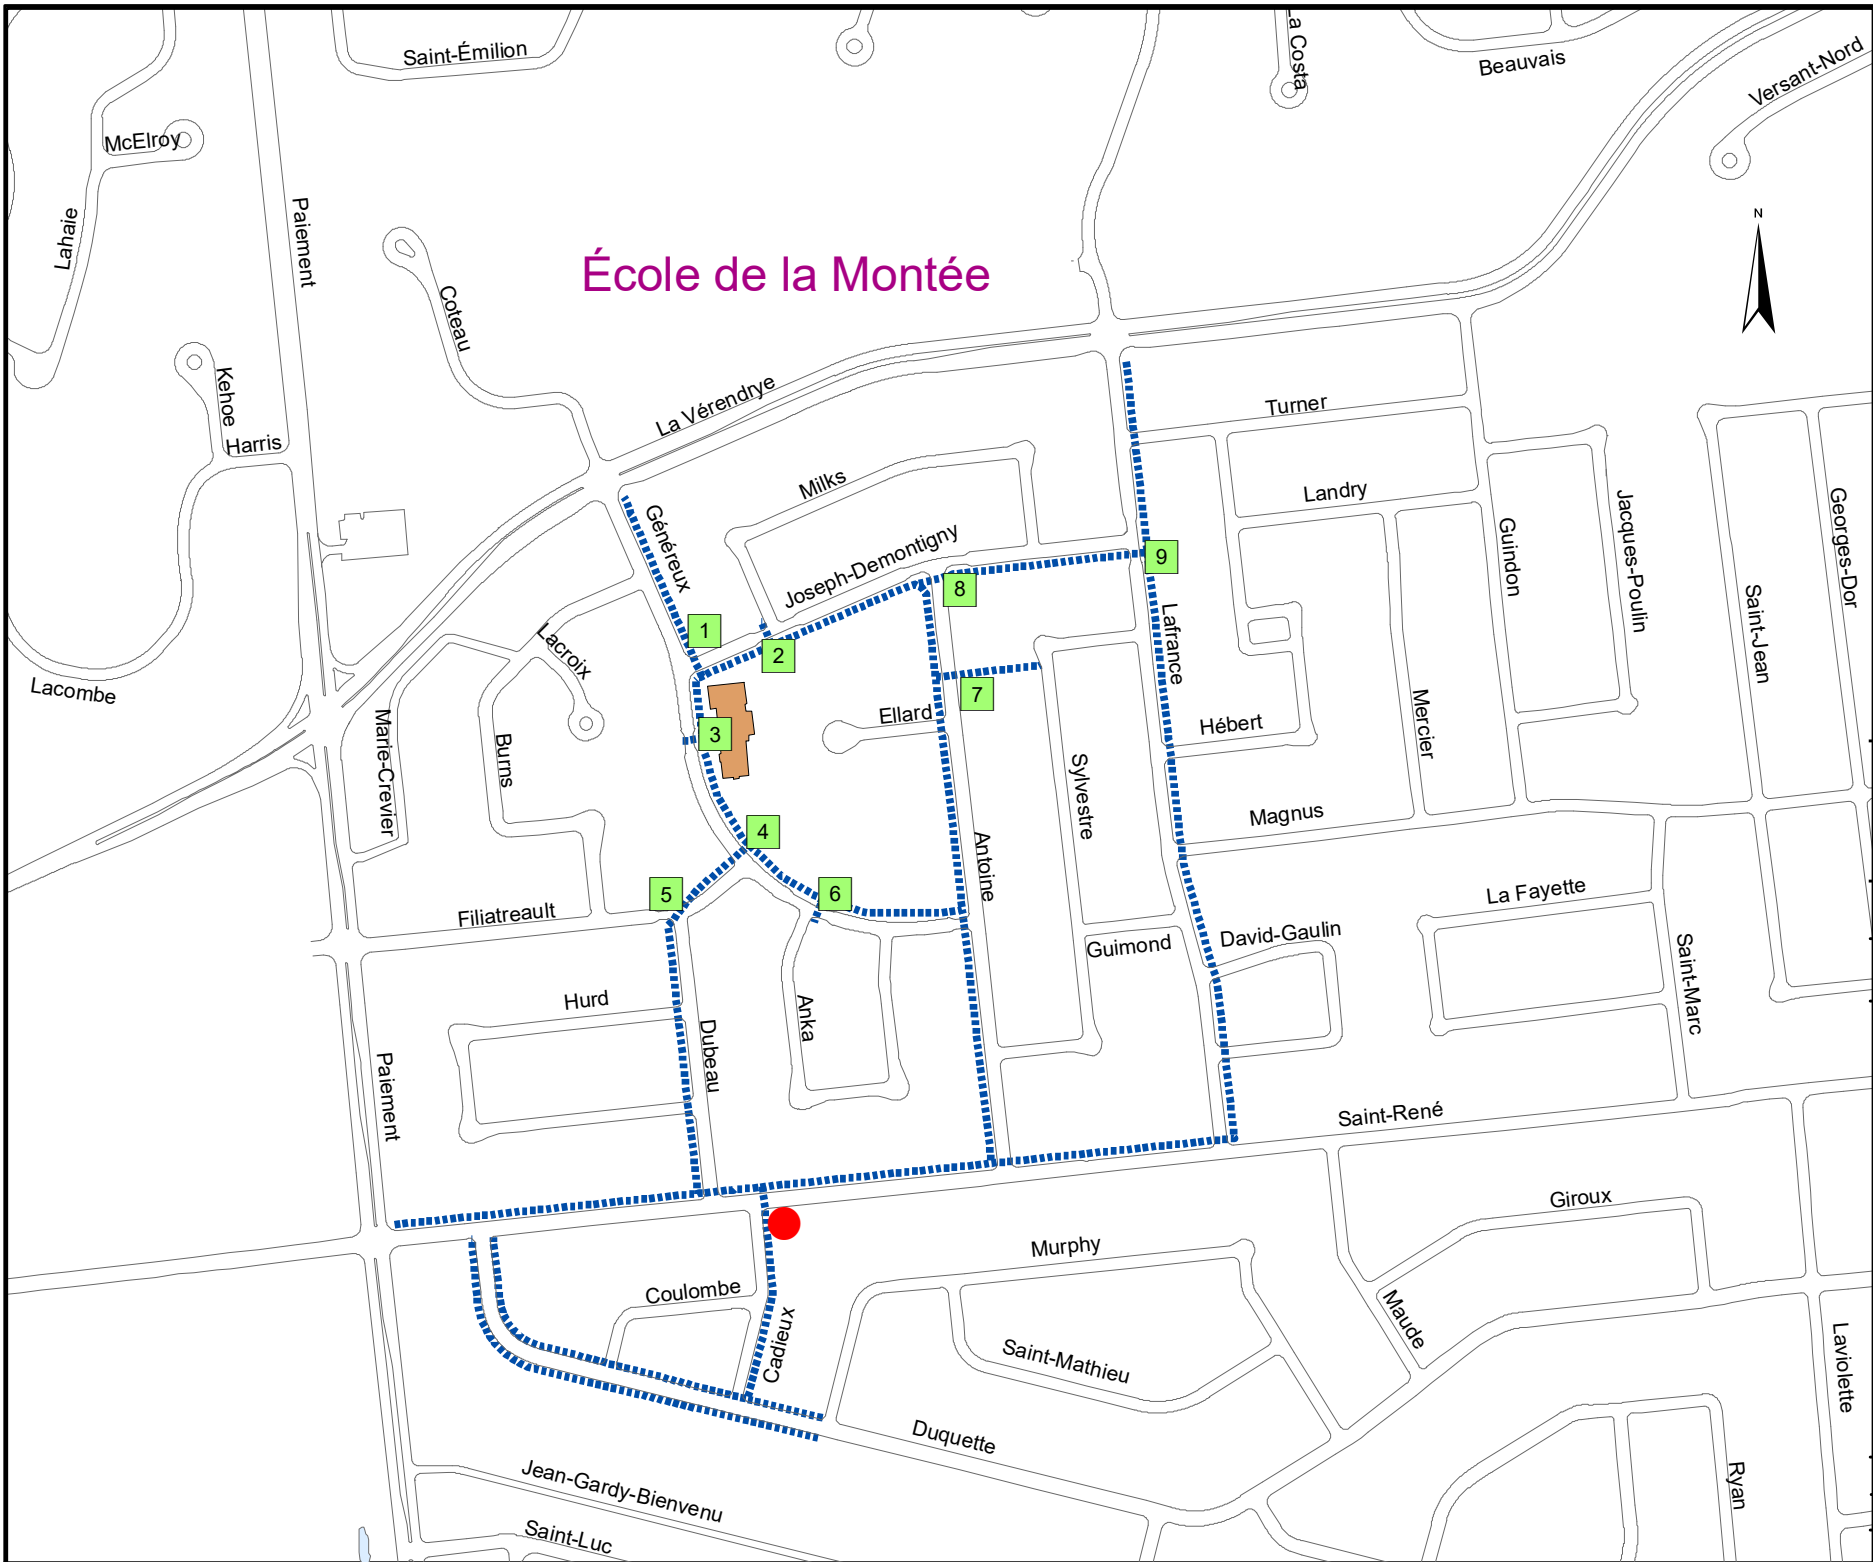 Saint-Émilion
La Costa
Beauvais
Versant-Nord
McElroy
Lahaie
Paiement
N
École de la Montée
Coteau
Kehoe
La Vérendrye
Turner
Harris
Milks
Landry
Généreux
Jacques-Poulin
Georges-Dor
Guindon
Joseph-Demontigny
9
8
Saint-Jean
1
Lacroix
2
Lafrance
Lacombe
7
Mercier
Ellard
Hébert
3
Marie-Crevier
Burns
Sylvestre
Magnus
4
Antoine
5
6
La Fayette
Filiatreault
David-Gaulin
Guimond
Saint-Marc
Hurd
Anka
Dubeau
Paiement
Saint-René
Giroux
Murphy
Coulombe
Maude
Cadieux
Saint-Mathieu
Laviolette
Duquette
Jean-Gardy-Bienvenu
Ryan
Saint-Luc